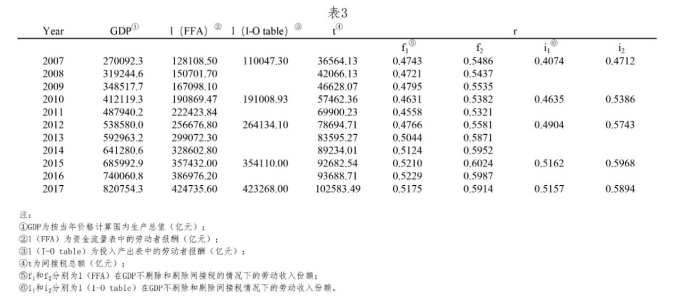 表3
Year GDP① l（FFA）② l（I-O table）③ t④ r
f₁⑤ f₂ i₁⑥ i₂
2007 270092.3 128108.50 110047.30 36564.13 0.4743 0.5486 0.4074 0.4712
2008 319244.6 150701.70 42066.13 0.4721 0.5437
2009 348517.7 167098.10 46628.07 0.4795 0.5535
2010 412119.3 190869.47 191008.93 57462.36 0.4631 0.5382 0.4635 0.5386
2011 487940.2 222423.84 69900.23 0.4558 0.5321
2012 538580.0 256676.80 264134.10 78694.71 0.4766 0.5581 0.4904 0.5743
2013 592963.2 299072.30 83595.27 0.5044 0.5871
2014 641280.6 328602.80 89234.01 0.5124 0.5952
2015 685992.9 357432.00 354110.00 92682.54 0.5210 0.6024 0.5162 0.5968
2016 740060.8 386976.20 93688.71 0.5229 0.5987
2017 820754.3 424735.60 423268.00 102583.49 0.5175 0.5914 0.5157 0.5894
注：
①GDP为按当年价格计算国内生产总值（亿元）；
②l（FFA）为资金流量表中的劳动者报酬（亿元）；
③l（I-O table）为投入产出表中的劳动者报酬（亿元）；
④t为间接税总额（亿元）；
⑤f₁和f₂分别为l（FFA）在GDP不剔除和剔除间接税的情况下的劳动收入份额；
⑥i₁和i₂分别为l（I-O table）在GDP不剔除和剔除间接税情况下的劳动收入份额。